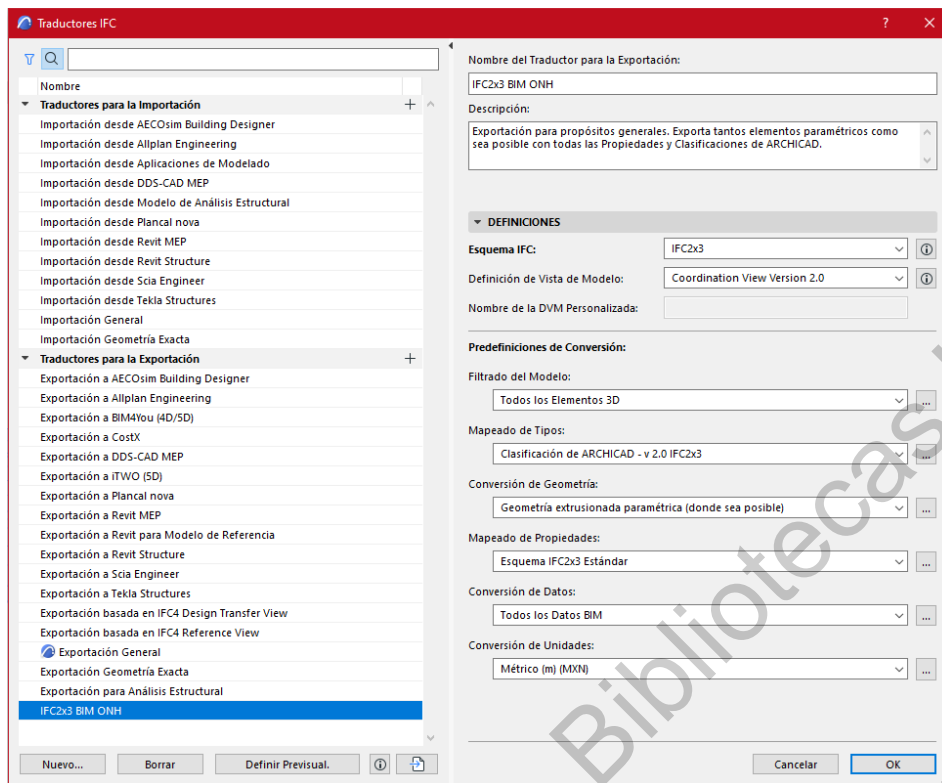 Traductores IFC
Nombre
Traductores para la Importación
Importación desde AECOsim Building Designer
Importación desde Allplan Engineering
Importación desde Aplicaciones de Modelado
Importación desde DDS-CAD MEP
Importación desde Modelo de Análisis Estructural
Importación desde Plancal nova
Importación desde Revit MEP
Importación desde Revit Structure
Importación desde Scia Engineer
Importación desde Tekla Structures
Importación General
Importación Geometría Exacta
Traductores para la Exportación
Exportación a AECOsim Building Designer
Exportación a Allplan Engineering
Exportación a BIM4You (4D/5D)
Exportación a CostX
Exportación a DDS-CAD MEP
Exportación a iTWO (5D)
Exportación a Plancal nova
Exportación a Revit MEP
Exportación a Revit para Modelo de Referencia
Exportación a Revit Structure
Exportación a Scia Engineer
Exportación a Tekla Structures
Exportación basada en IFC4 Design Transfer View
Exportación basada en IFC4 Reference View
Exportación General
Exportación Geometría Exacta
Exportación para Análisis Estructural
IFC2x3 BIM ONH
Nuevo...
Borrar
Definir Previsual.
Nombre del Traductor para la Exportación:
IFC2x3 BIM ONH
Descripción:
Exportación para propósitos generales. Exporta tantos elementos paramétricos como
sea posible con todas las Propiedades y Clasificaciones de ARCHICAD.
DEFINICIONES
Esquema IFC: IFC2x3
Definición de Vista de Modelo: Coordination View Version 2.0
Nombre de la DVM Personalizada:
Predefiniciones de Conversión:
Filtrado del Modelo:
Todos los Elementos 3D
Mapeado de Tipos:
Clasificación de ARCHICAD - v 2.0 IFC2x3
Conversión de Geometría:
Geometría extrusionada paramétrica (donde sea posible)
Mapeado de Propiedades:
Esquema IFC2x3 Estándar
Conversión de Datos:
Todos los Datos BIM
Conversión de Unidades:
Métrico (m) (MXN)
Cancelar
OK
Bibliotecas